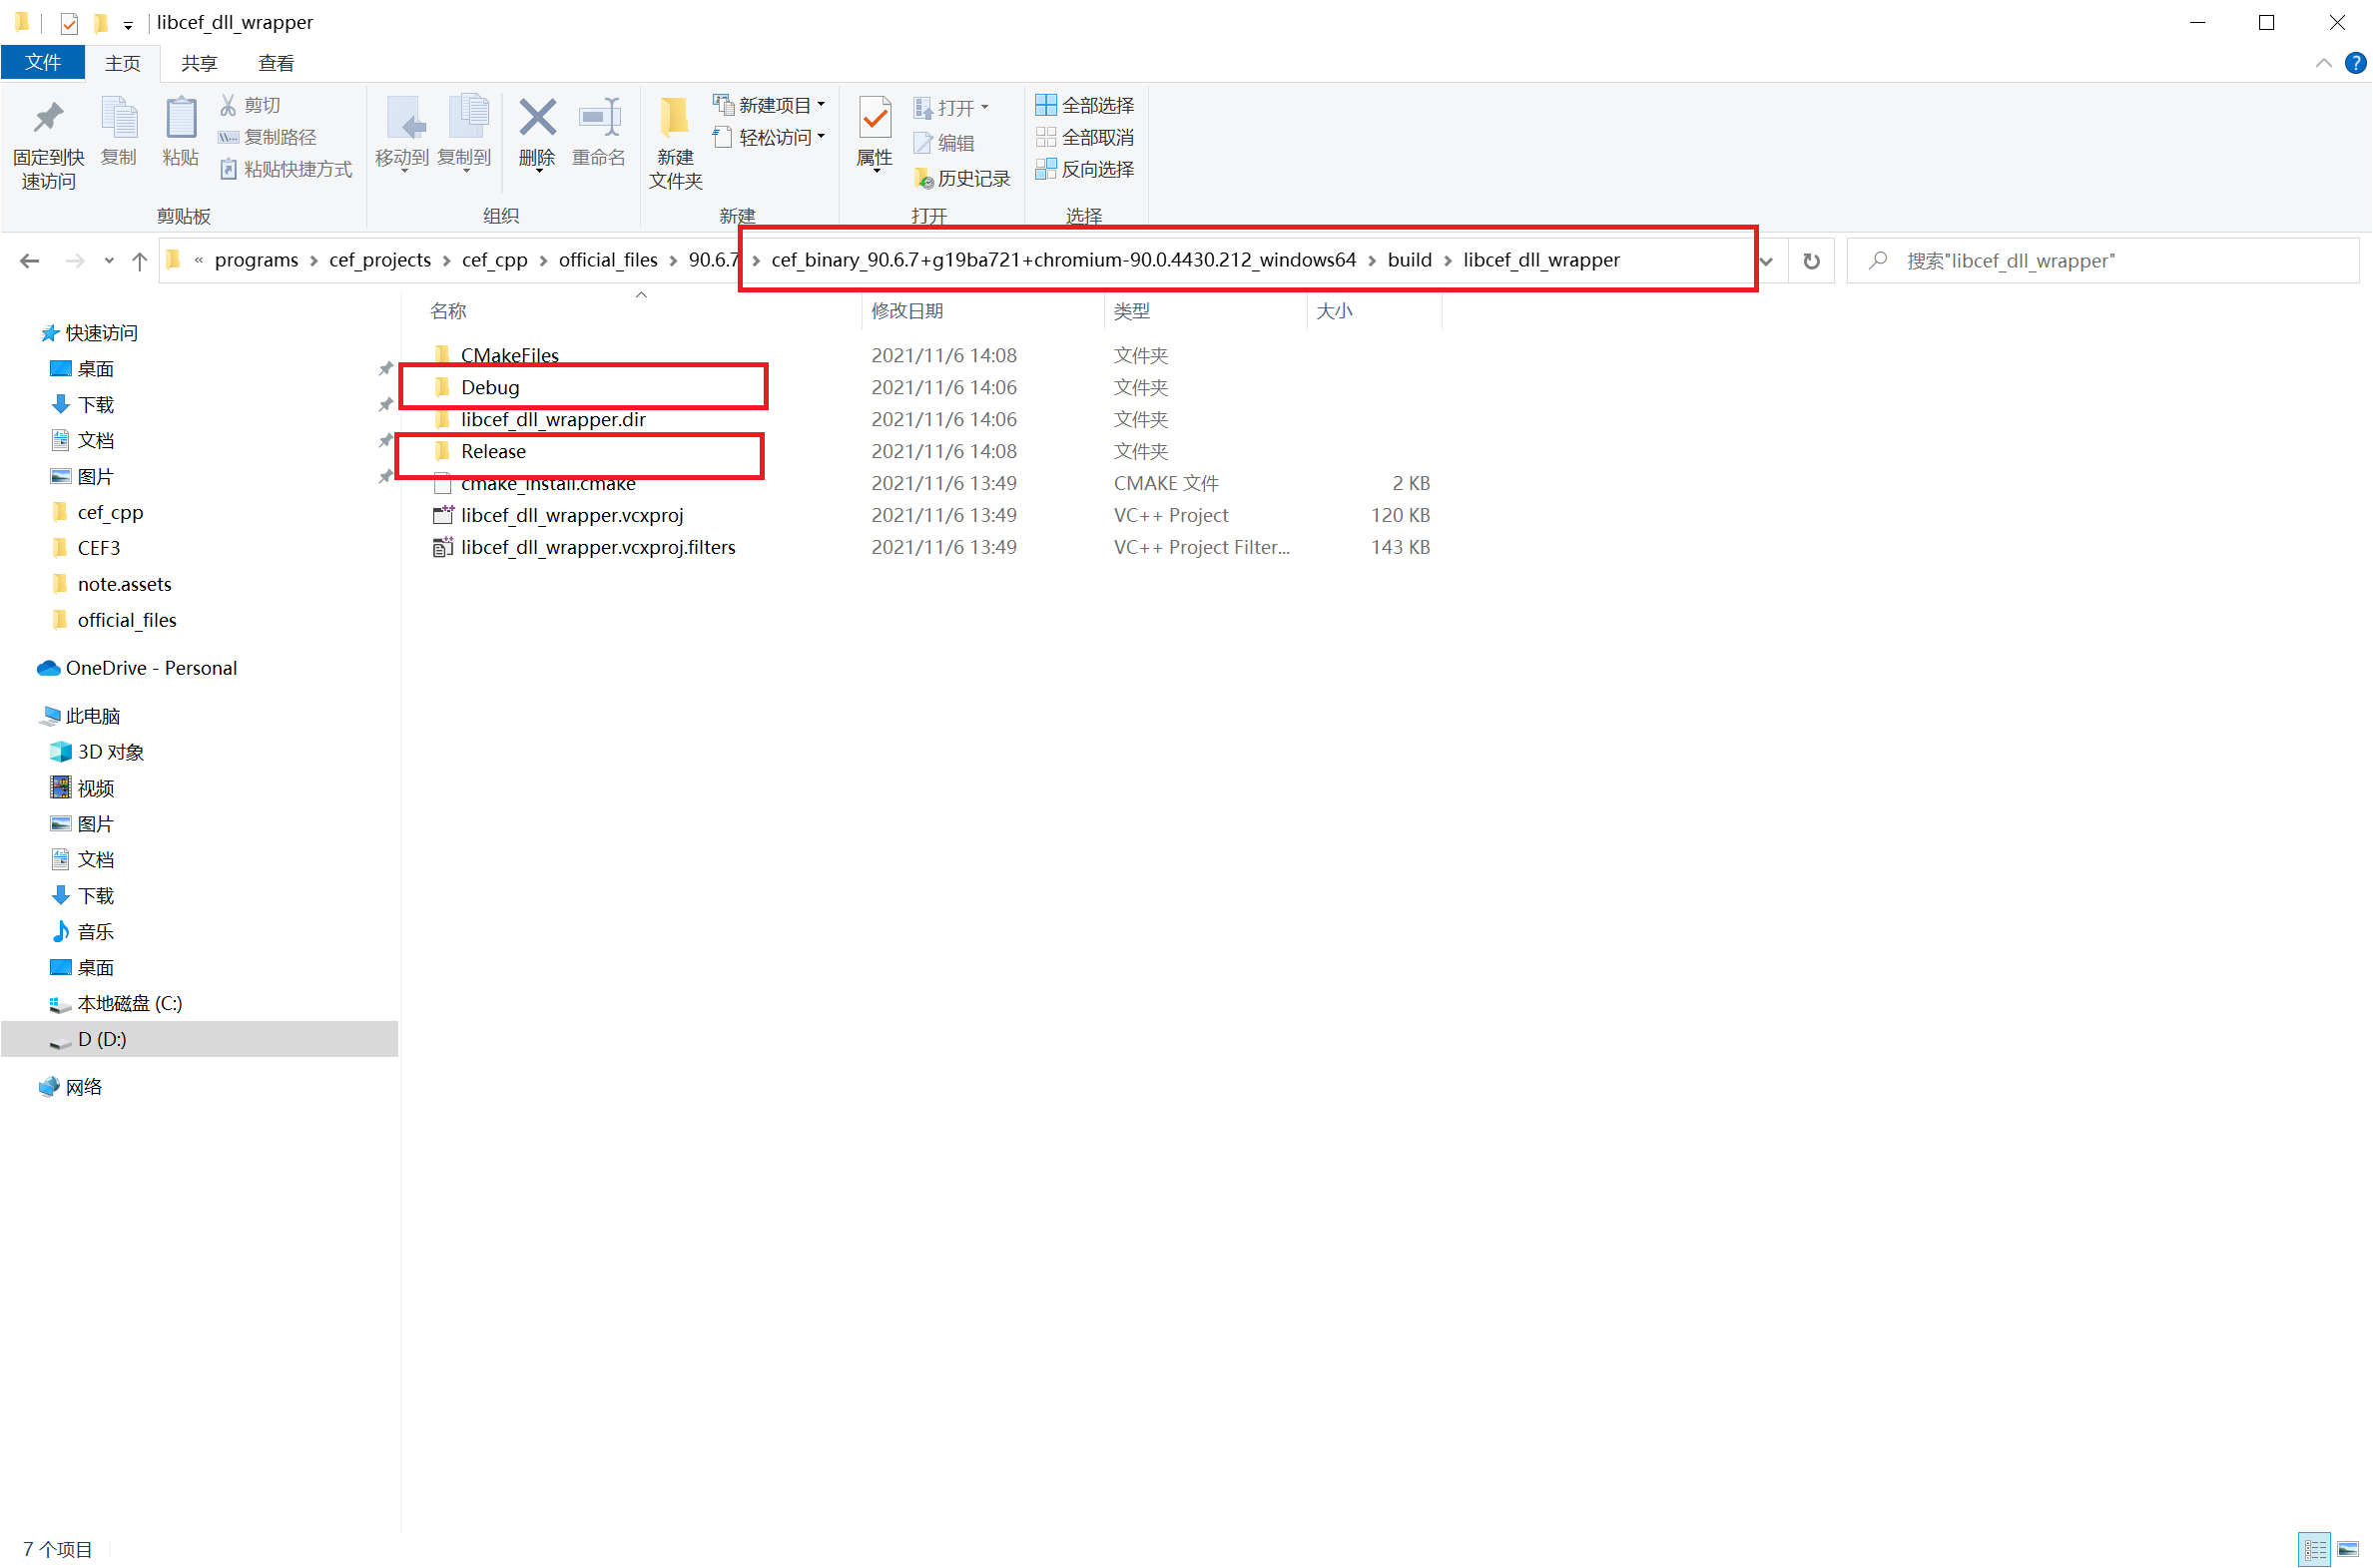 libcef_dll_wrapper
文件 主页 共享 查看
固定到快速访问 复制 粘贴 剪切 复制路径 粘贴快捷方式
移动到 复制到 删除 重命名
新建文件夹 新建项目 轻松访问
属性 打开 编辑 历史记录
全部选择 全部取消 反向选择
剪贴板 组织 新建 打开 选择
« programs › cef_projects › cef_cpp › official_files › 90.6.7 › cef_binary_90.6.7+g19ba721+chromium-90.0.4430.212_windows64 › build › libcef_dll_wrapper
搜索"libcef_dll_wrapper"
名称 修改日期 类型 大小
CMakeFiles 2021/11/6 14:08 文件夹
Debug 2021/11/6 14:06 文件夹
libcef_dll_wrapper.dir 2021/11/6 14:06 文件夹
Release 2021/11/6 14:08 文件夹
cmake_install.cmake 2021/11/6 13:49 CMAKE 文件 2 KB
libcef_dll_wrapper.vcxproj 2021/11/6 13:49 VC++ Project 120 KB
libcef_dll_wrapper.vcxproj.filters 2021/11/6 13:49 VC++ Project Filter... 143 KB
快速访问
桌面
下载
文档
图片
cef_cpp
CEF3
note.assets
official_files
OneDrive - Personal
此电脑
3D 对象
视频
图片
文档
下载
音乐
桌面
本地磁盘 (C:)
D (D:)
网络
7 个项目